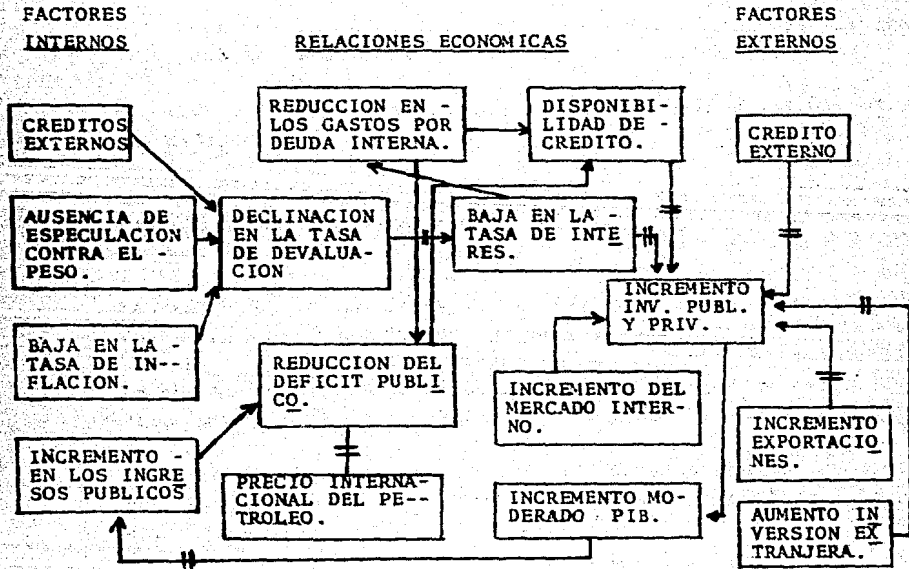 FACTORES
INTERNOS
RELACIONES ECONOMICAS
FACTORES
EXTERNOS
CREDITOS
EXTERNOS
REDUCCION EN -
LOS GASTOS POR
DEUDA INTERNA.
DISPONIBI-
LIDAD DE -
CREDITO.
CREDITO
EXTERNO
AUSENCIA DE
ESPECULACION
CONTRA EL -
PESO.
DECLINACION
EN LA TASA
DE DEVALUA-
CION
BAJA EN LA -
TASA DE INTE
RES.
INCREMENTO
INV. PUBL.
Y PRIV.
BAJA EN LA -
TASA DE IN--
FLACION.
REDUCCION DEL
DEFICIT PUBLI
CO.
INCREMENTO DEL
MERCADO INTER-
NO.
INCREMENTO
EXPORTACIO
NES.
INCREMENTO -
EN LOS INGRE
SOS PUBLICOS
PRECIO INTERNA-
CIONAL DEL PE--
TROLEO.
INCREMENTO MO-
DERADO PIB.
AUMENTO IN
VERSION EX
TRANJERA.